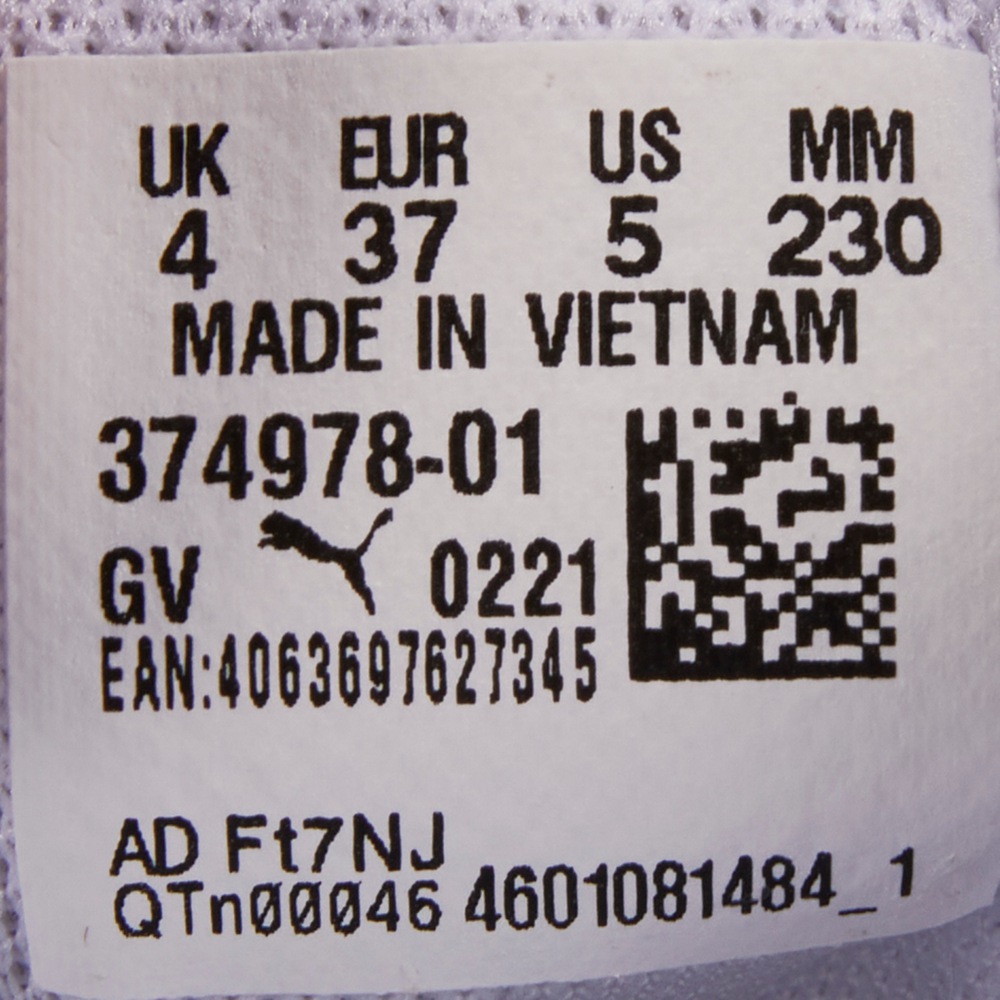 UK EUR US MM
4 37 5 230
MADE IN VIETNAM
374978-01
GV 0221
EAN:4063697627345
AD Ft7NJ
QTn00046 4601081484_1